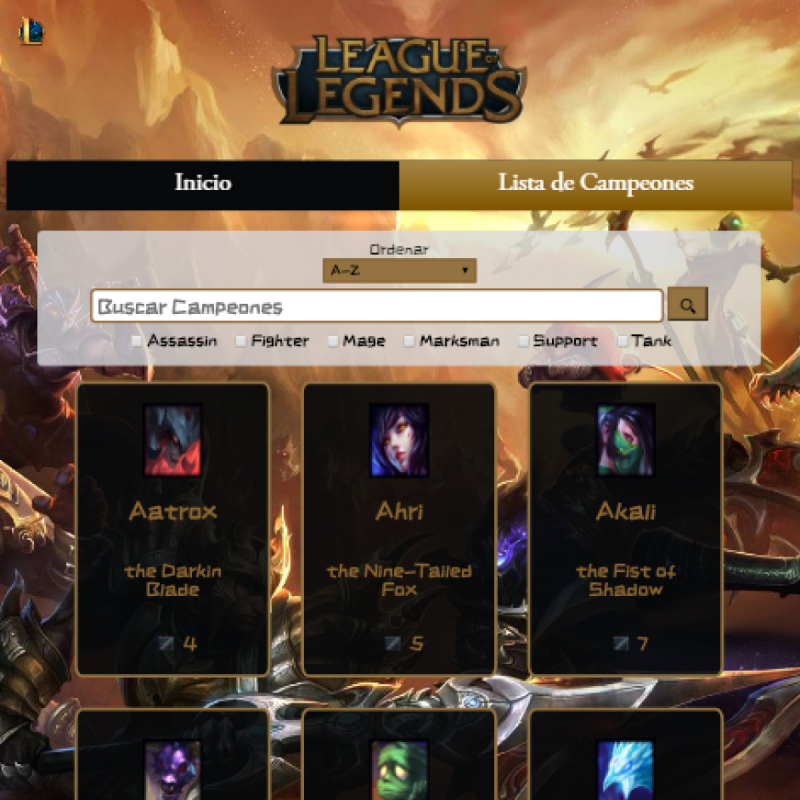 LEAGUE OF
LEGENDS
Inicio
Lista de Campeones
Ordenar
A-Z
Buscar Campeones
Assassin Fighter Mage Marksman Support Tank
Aatrox
the Darkin
Blade
4
Ahri
the Nine-Tailed
Fox
5
Akali
the Fist of
Shadow
7